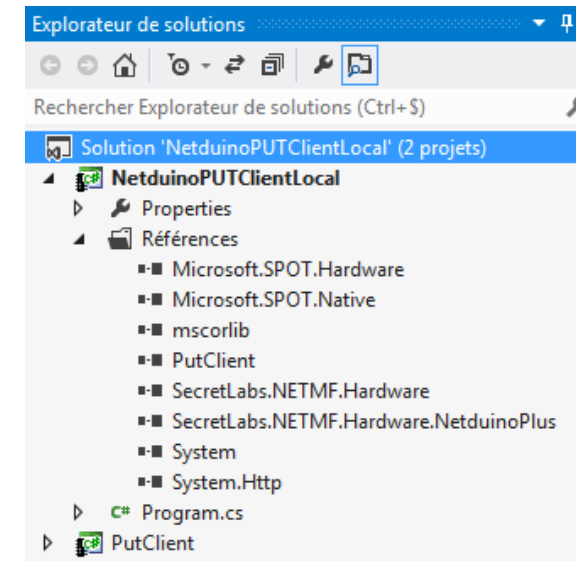 Explorateur de solutions
Rechercher Explorateur de solutions (Ctrl+$)
Solution 'NetduinoPUTClientLocal' (2 projets)
NetduinoPUTClientLocal
Properties
Références
Microsoft.SPOT.Hardware
Microsoft.SPOT.Native
mscorlib
PutClient
SecretLabs.NETMF.Hardware
SecretLabs.NETMF.Hardware.NetduinoPlus
System
System.Http
C# Program.cs
PutClient